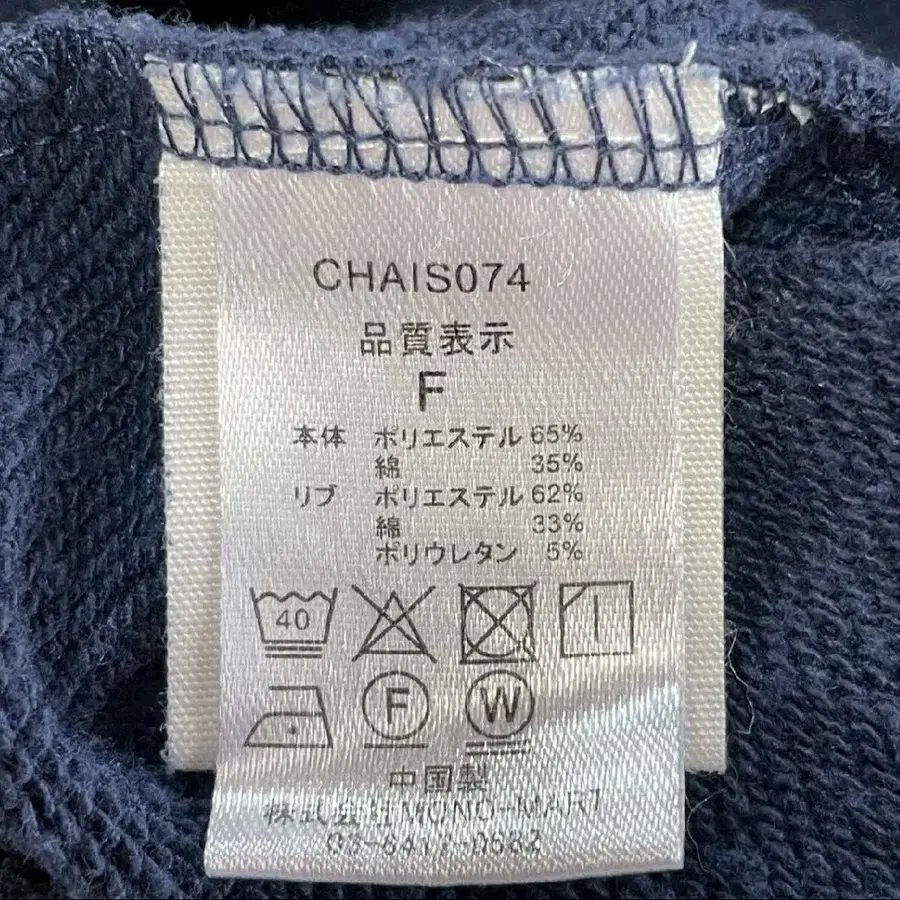 CHAIS074
品質表示
F
本体 ポリエステル 65%
綿 35%
リブ ポリエステル 62%
綿 33%
ポリウレタン 5%
40
F W
中国製
株式会社MONO-MART